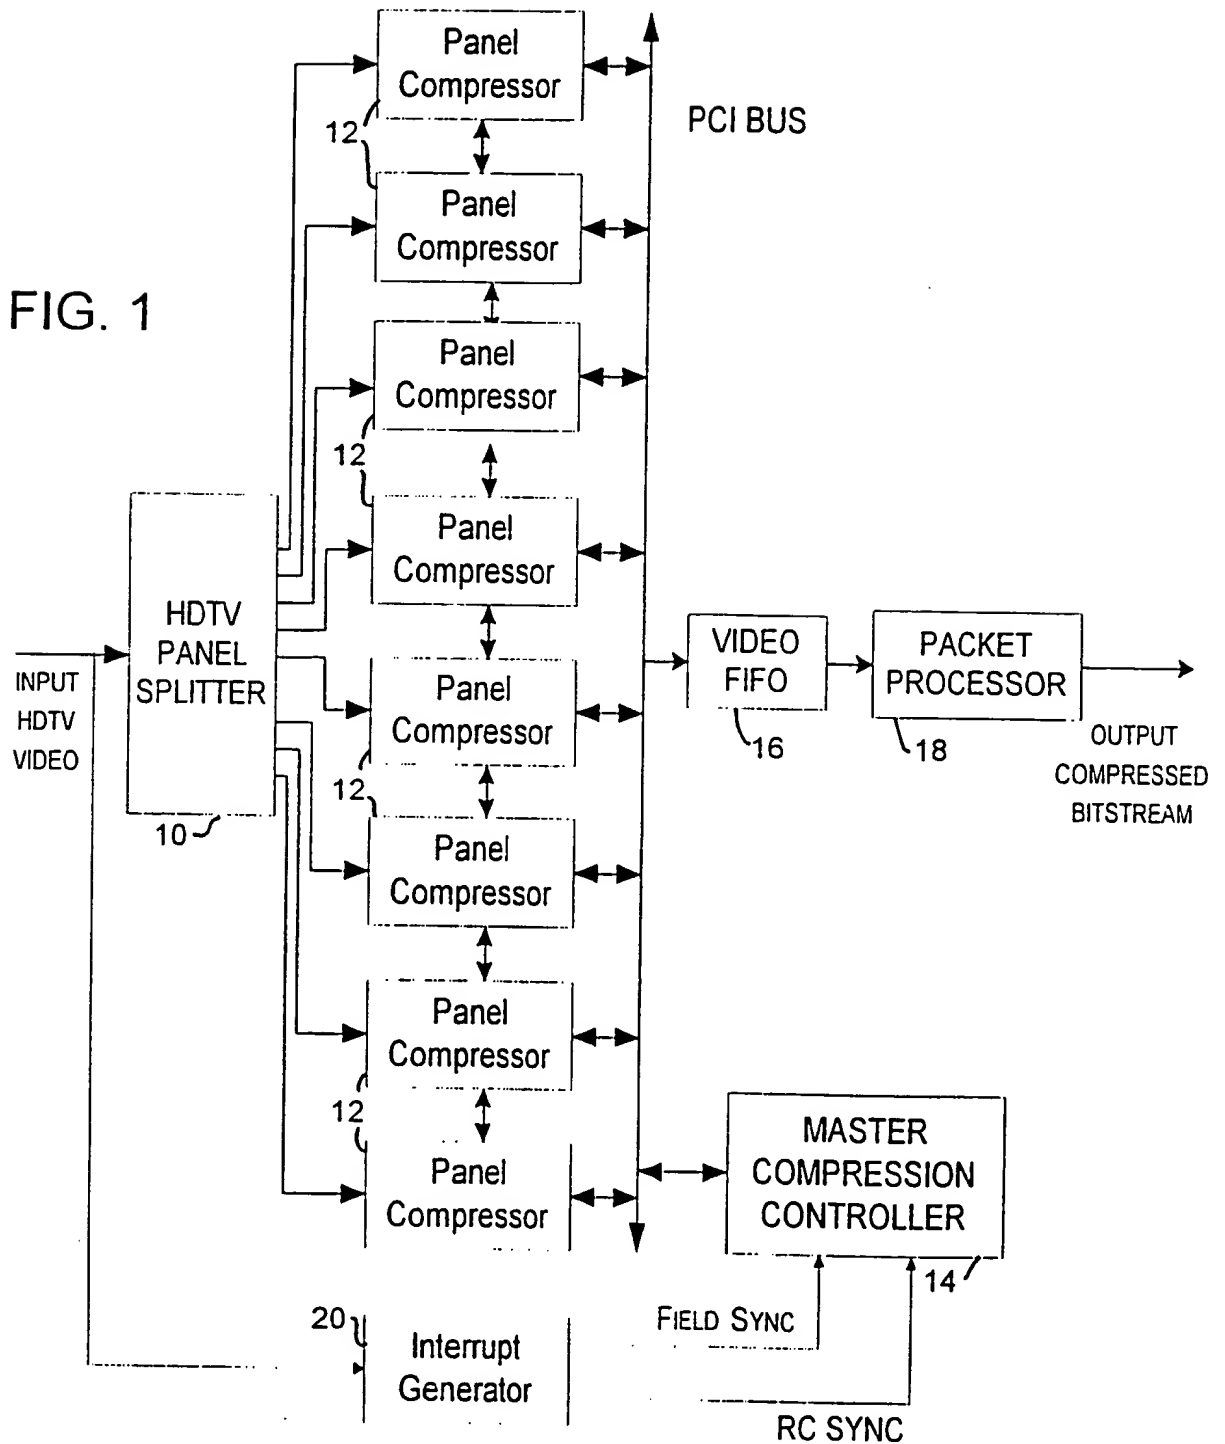 Panel
Compressor
PCI BUS
12
Panel
Compressor
FIG. 1
Panel
Compressor
12
Panel
Compressor
HDTV
PANEL
SPLITTER
INPUT
HDTV
VIDEO
10
VIDEO
FIFO
16
PACKET
PROCESSOR
18
OUTPUT
COMPRESSED
BITSTREAM
Panel
Compressor
12
Panel
Compressor
Panel
Compressor
12
Panel
Compressor
MASTER
COMPRESSION
CONTROLLER
14
FIELD SYNC
20
Interrupt
Generator
RC SYNC